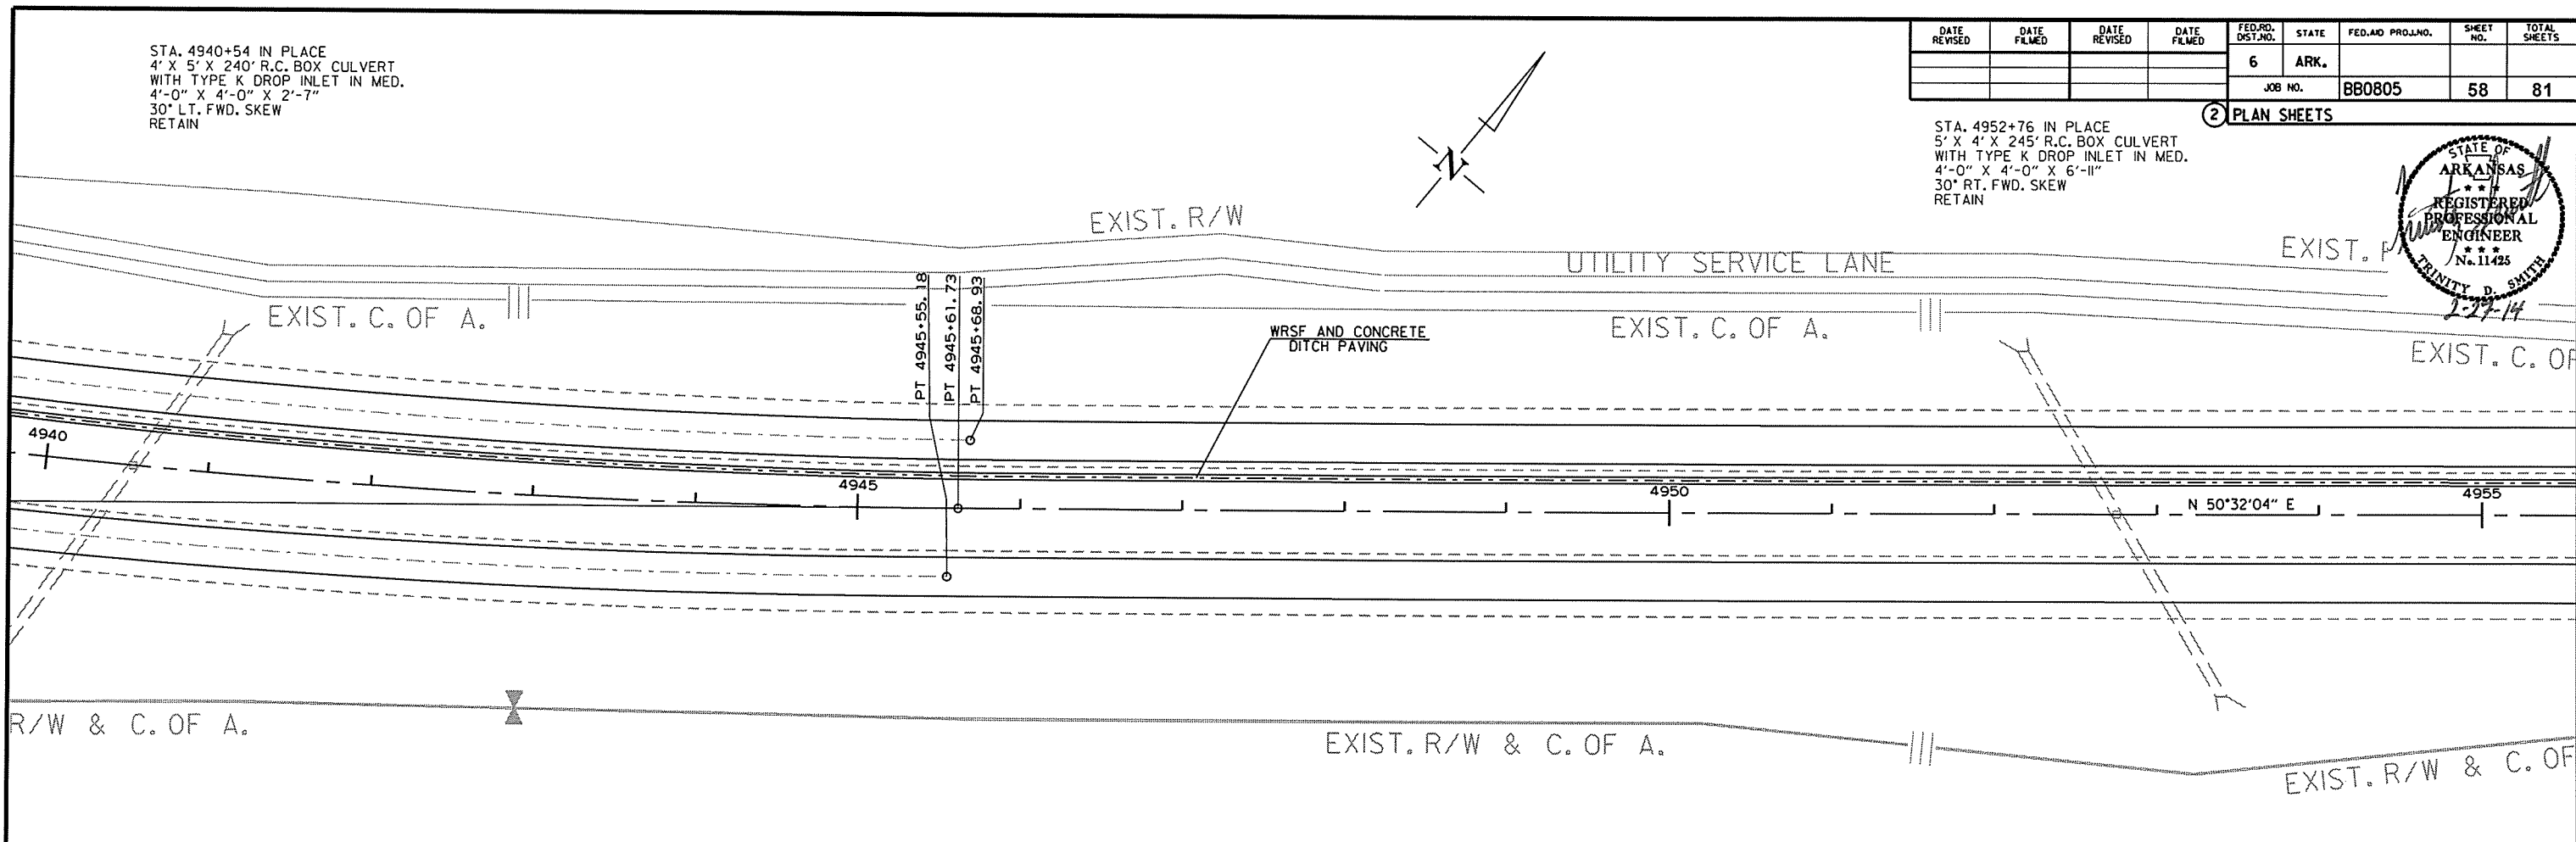 STA. 4940+54 IN PLACE
4' X 5' X 240' R.C. BOX CULVERT
WITH TYPE K DROP INLET IN MED.
4'-0" X 4'-0" X 2'-7"
30° LT. FWD. SKEW
RETAIN
DATE REVISED
DATE FILMED
DATE REVISED
DATE FILMED
FED.RD. DIST.NO.
STATE
FED.AID PROJ.NO.
SHEET NO.
TOTAL SHEETS
6 ARK.
JOB NO. BB0805 58 81
2 PLAN SHEETS
STA. 4952+76 IN PLACE
5' X 4' X 245' R.C. BOX CULVERT
WITH TYPE K DROP INLET IN MED.
4'-0" X 4'-0" X 6'-11"
30° RT. FWD. SKEW
RETAIN
STATE OF
ARKANSAS
REGISTERED
PROFESSIONAL
ENGINEER
No. 11425
TRINITY D. SMITH
2-27-14
N
EXIST. R/W
UTILITY SERVICE LANE
EXIST.
EXIST. C. OF A.
PT 4945+55.18
PT 4945+61.73
PT 4945+68.93
WRSF AND CONCRETE
DITCH PAVING
EXIST. C. OF A.
EXIST. C. OF
4940
4945
4950
N 50°32'04" E
4955
R/W & C. OF A.
EXIST. R/W & C. OF A.
EXIST. R/W & C. OF